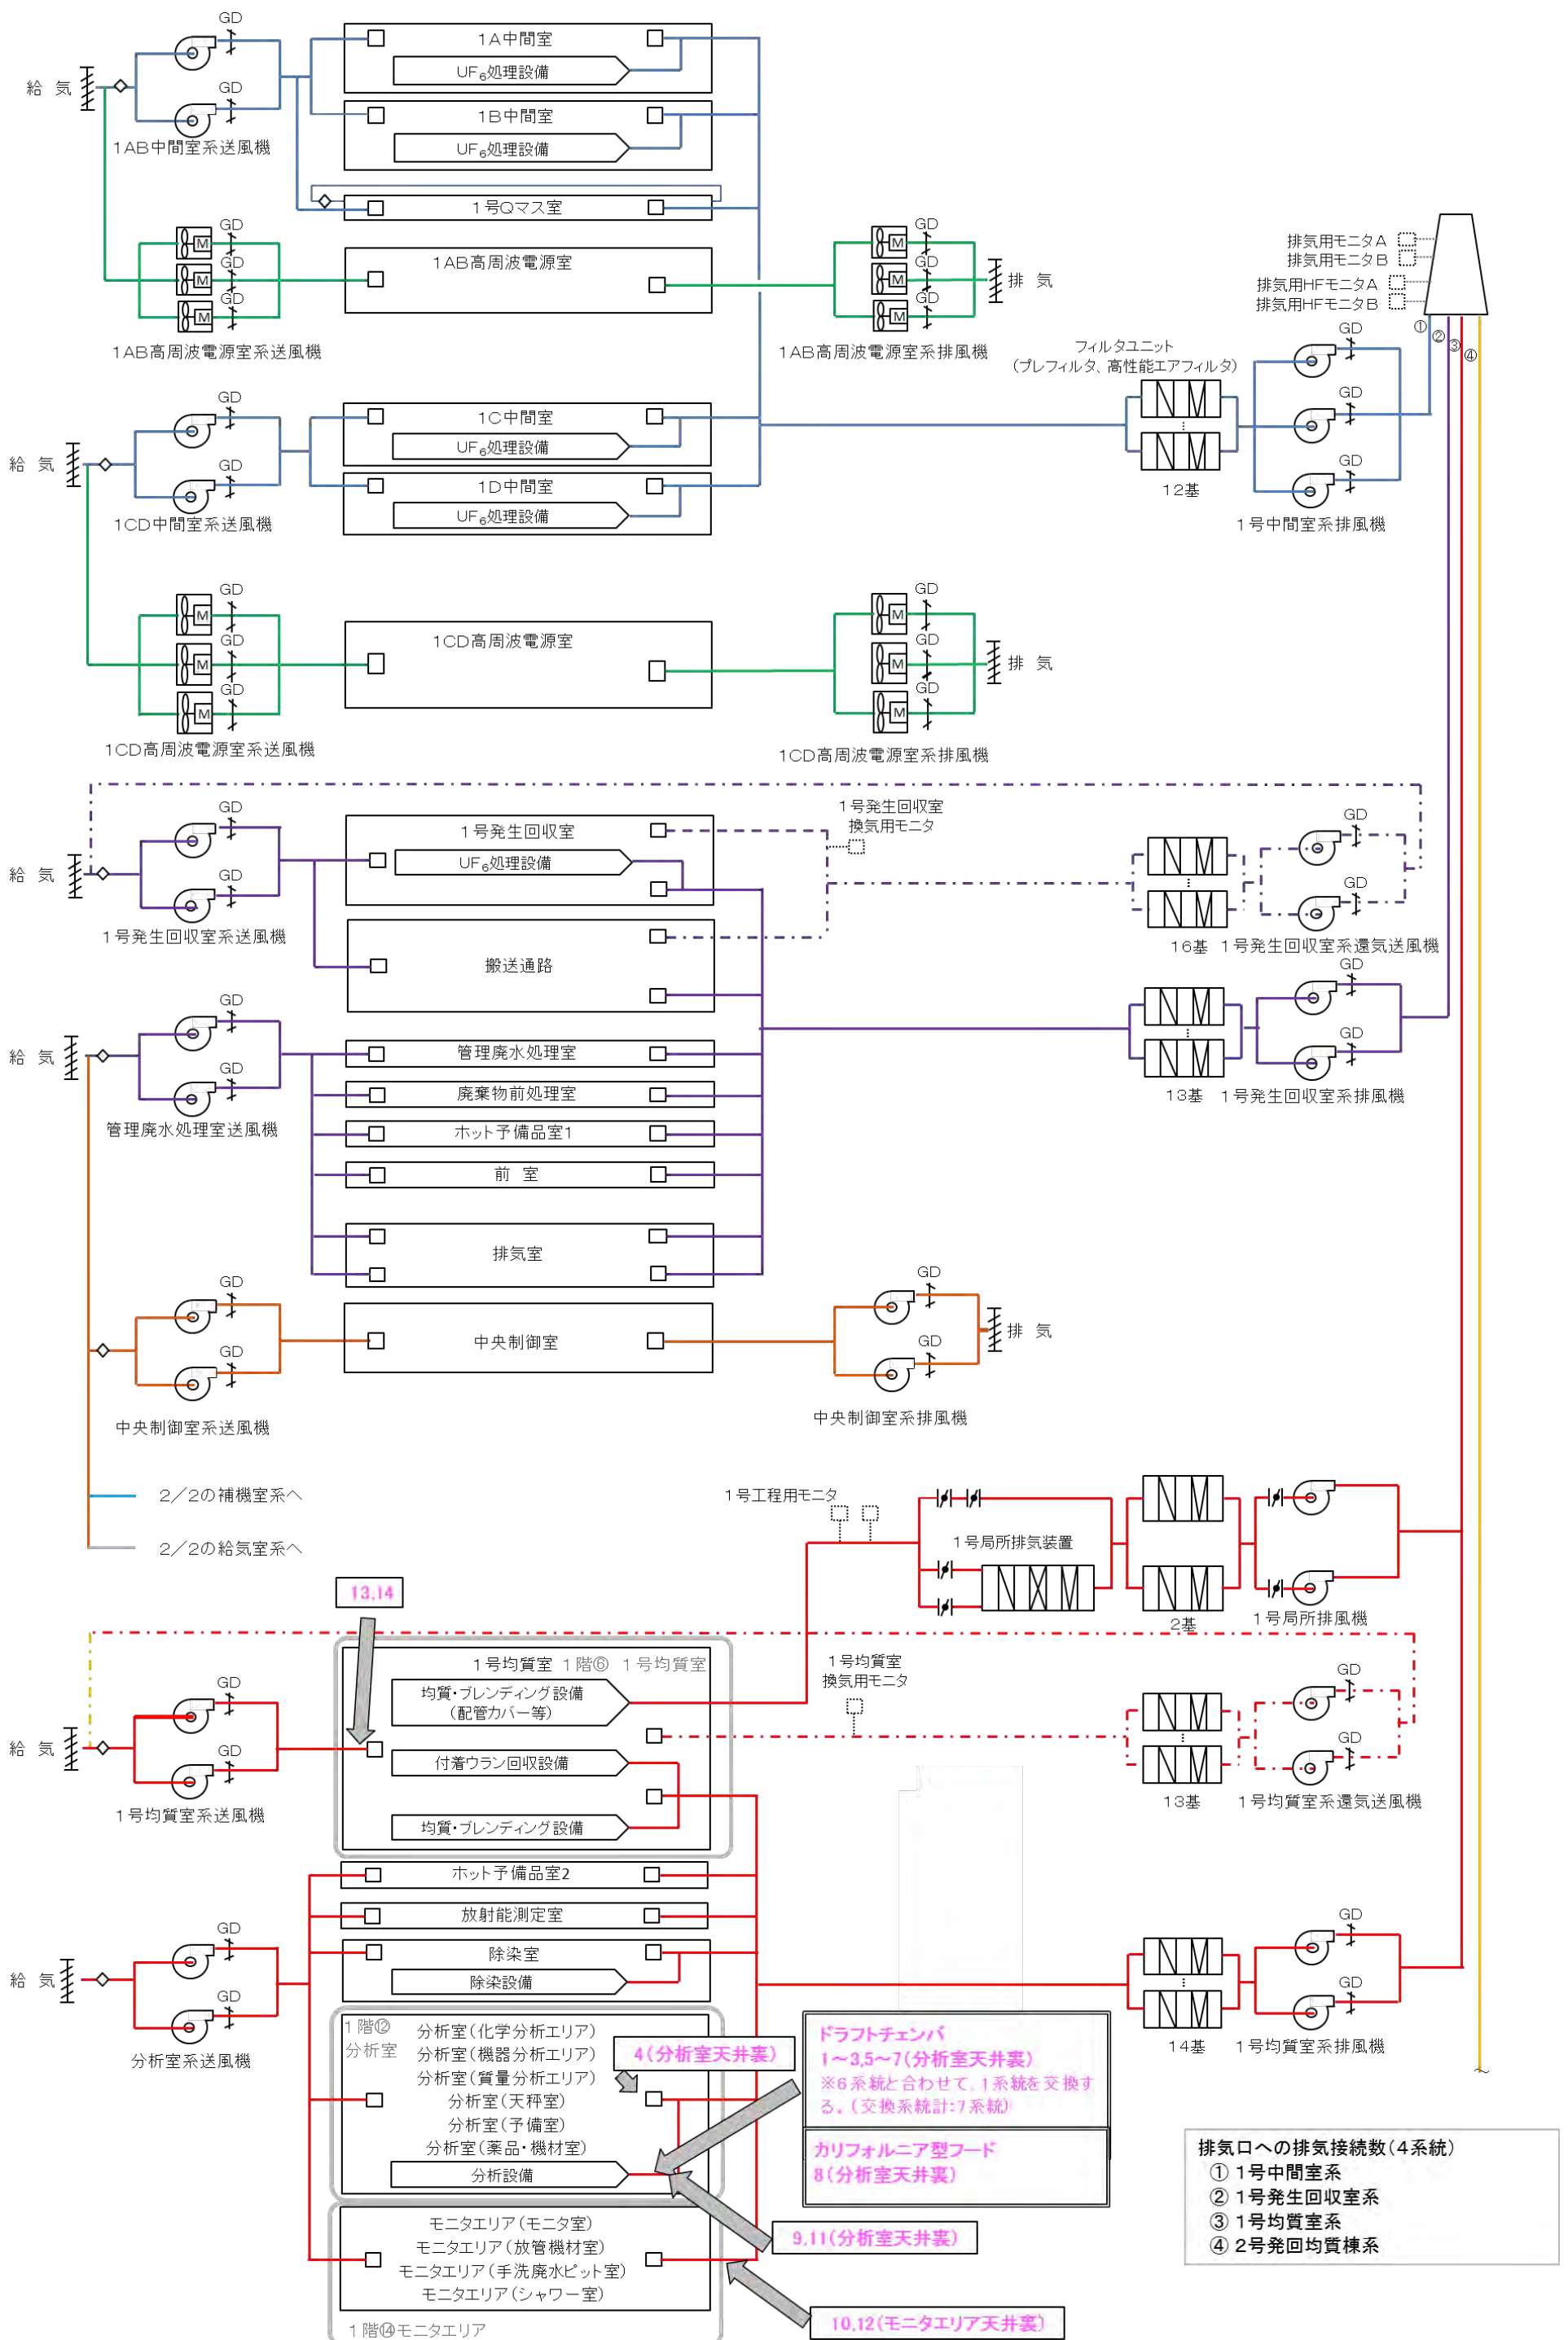 GD
1A中間室
UF₆処理設備
給 気
GD
1B中間室
UF₆処理設備
1AB中間室系送風機
1号Qマス室
GD
M
GD
M
GD
M
1AB高周波電源室
GD
M
GD
M
GD
M
排 気
1AB高周波電源室系送風機
1AB高周波電源室系排風機
排気用モニタA
排気用モニタB
排気用HFモニタA
排気用HFモニタB
①
②
③
④
フィルタユニット
(プレフィルタ、高性能エアフィルタ)
GD
GD
GD
12基
1号中間室系排風機
GD
1C中間室
UF₆処理設備
給 気
GD
1D中間室
UF₆処理設備
1CD中間室系送風機
GD
M
GD
M
GD
M
1CD高周波電源室
GD
M
GD
M
GD
M
排 気
1CD高周波電源室系送風機
1CD高周波電源室系排風機
GD
1号発生回収室
UF₆処理設備
1号発生回収室
換気用モニタ
GD
給 気
GD
GD
1号発生回収室系送風機
16基
1号発生回収室系還気送風機
搬送通路
GD
GD
13基
1号発生回収室系排風機
GD
給 気
管理廃水処理室
GD
廃棄物前処理室
管理廃水処理室送風機
ホット予備品室1
前 室
排気室
GD
GD
中央制御室
GD
GD
排 気
中央制御室系送風機
中央制御室系排風機
2/2の補機室系へ
2/2の給気室系へ
1号工程用モニタ
1号局所排気装置
2基
1号局所排風機
13,14
1号均質室
1階⑥ 1号均質室
均質・ブレンディング設備
(配管カバー等)
1号均質室
換気用モニタ
GD
GD
給 気
GD
GD
付着ウラン回収設備
13基
1号均質室系還気送風機
1号均質室系送風機
均質・ブレンディング設備
ホット予備品室2
放射能測定室
GD
除染室
除染設備
給 気
GD
分析室系送風機
GD
GD
14基
1号均質室系排風機
1階⑫
分析室
分析室(化学分析エリア)
分析室(機器分析エリア)
分析室(質量分析エリア)
分析室(天秤室)
分析室(予備室)
分析室(薬品・機材室)
分析設備
4(分析室天井裏)
ドラフトチェンバ
1~3,5~7(分析室天井裏)
※6系統と合わせて、1系統を交換す
る。(交換系統計:7系統)
カリフォルニア型フード
8(分析室天井裏)
9,11(分析室天井裏)
モニタエリア(モニタ室)
モニタエリア(放管機材室)
モニタエリア(手洗廃水ピット室)
モニタエリア(シャワー室)
1階⑭モニタエリア
10,12(モニタエリア天井裏)
排気口への排気接続数(4系統)
① 1号中間室系
② 1号発生回収室系
③ 1号均質室系
④ 2号発回均質棟系